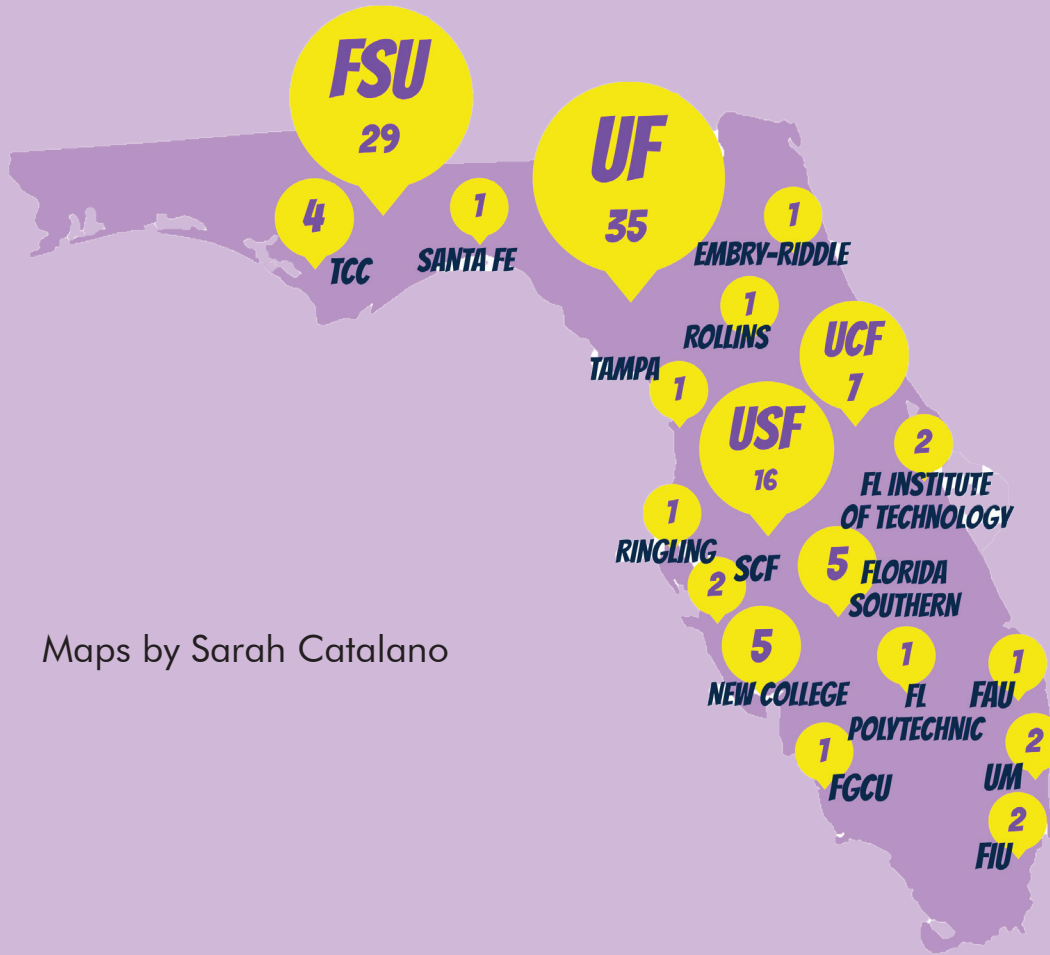 FSU
29
UF
35
4
TCC
1
SANTA FE
1
EMBRY-RIDDLE
1
ROLLINS
UCF
7
TAMPA
1
USF
16
2
FL INSTITUTE
OF TECHNOLOGY
1
RINGLING
2
SCF
5
FLORIDA
SOUTHERN
5
NEW COLLEGE
1
FL
POLYTECHNIC
1
FAU
1
FGCU
2
UM
2
FIU
Maps by Sarah Catalano